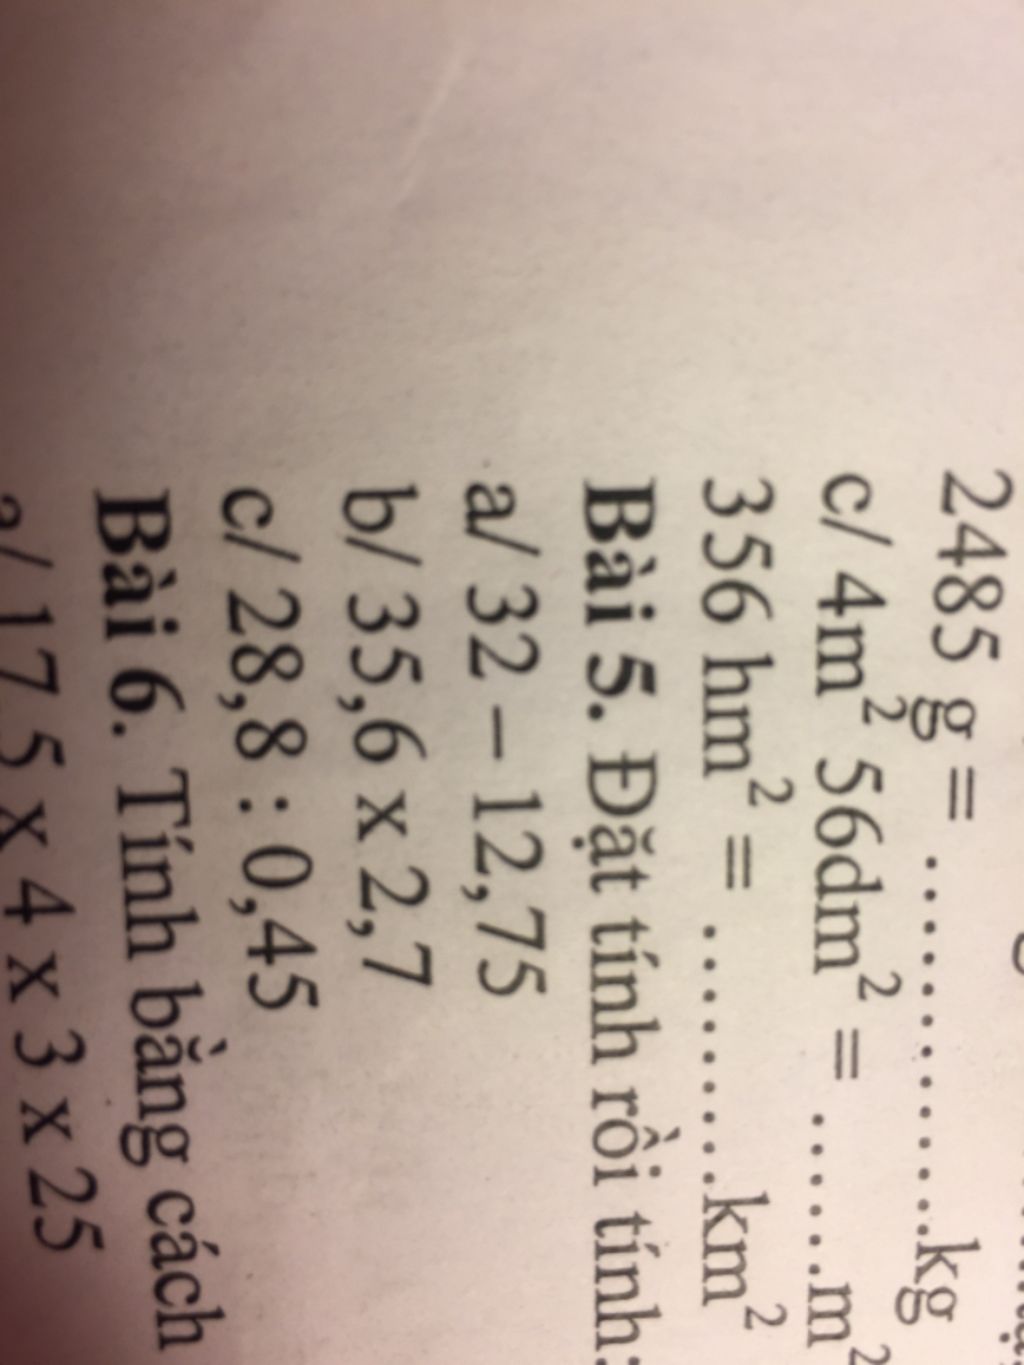 2485 g = ..............kg
c/ 4m² 56dm² = .......m²
356 hm² = ..........km²
Bài 5. Đặt tính rồi tính:
a/ 32 – 12,75
b/ 35,6 x 2,7
c/ 28,8 : 0,45
Bài 6. Tính bằng cách
a/ 17,5 x 4 x 3 x 25